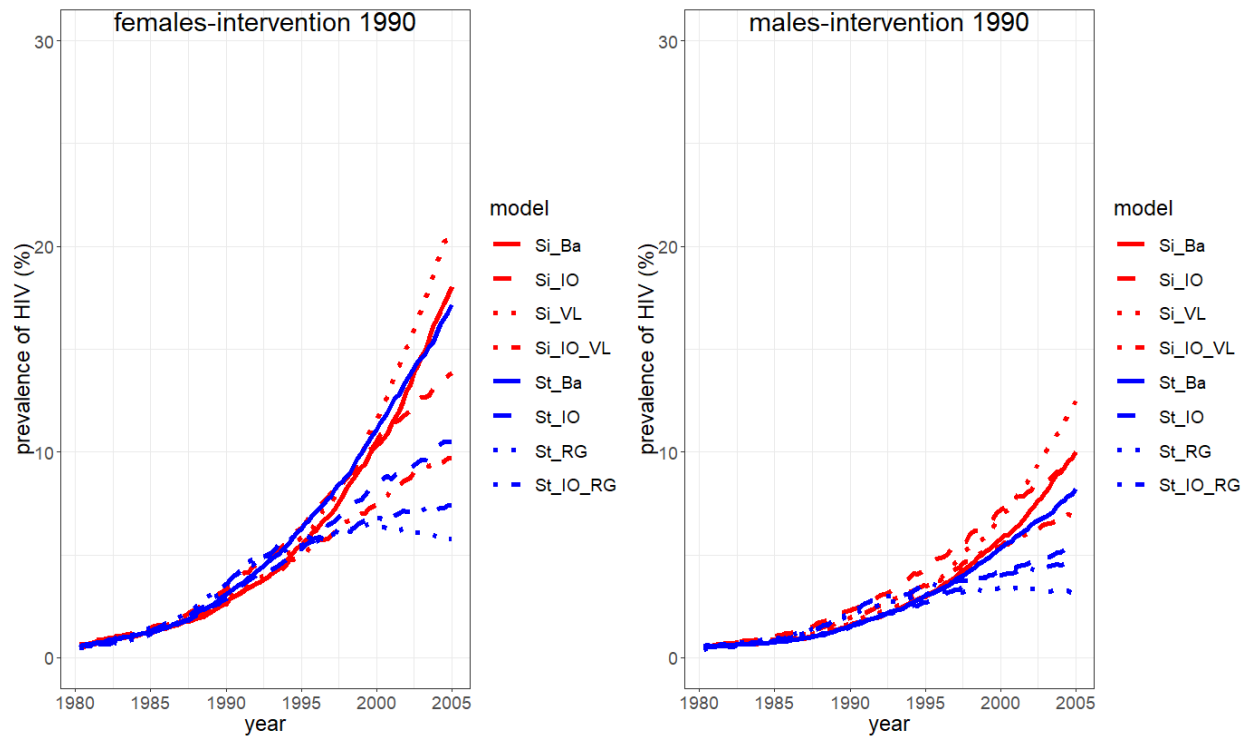 females-intervention 1990
prevalence of HIV (%)
30
20
10
0
1980 1985 1990 1995 2000 2005
year
model
Si_Ba
Si_IO
Si_VL
Si_IO_VL
St_Ba
St_IO
St_RG
St_IO_RG
males-intervention 1990
prevalence of HIV (%)
30
20
10
0
1980 1985 1990 1995 2000 2005
year
model
Si_Ba
Si_IO
Si_VL
Si_IO_VL
St_Ba
St_IO
St_RG
St_IO_RG